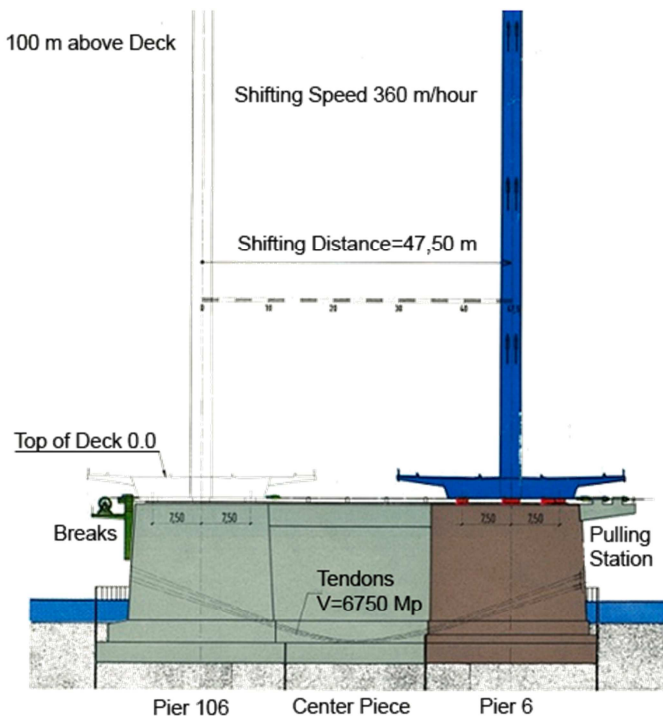 100 m above Deck
Shifting Speed 360 m/hour
Shifting Distance=47,50 m
0 10 20 30 40 47,5
Top of Deck 0.0
Breaks
7,50 7,50
7,50 7,50
Pulling
Station
Tendons
V=6750 Mp
Pier 106 Center Piece Pier 6